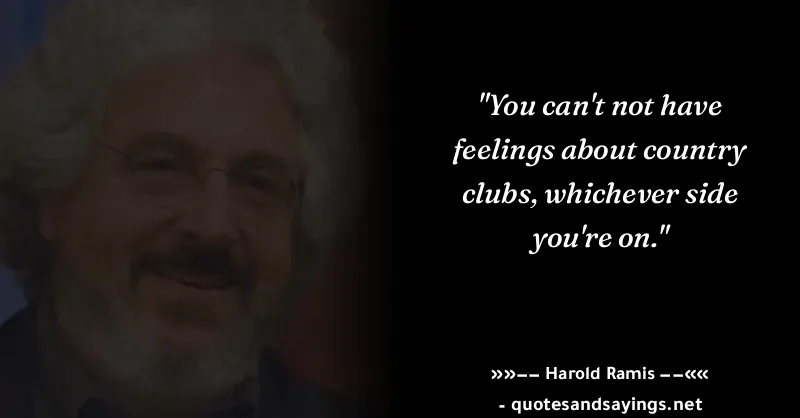 "You can't not have
feelings about country
clubs, whichever side
you're on."
»»-- Harold Ramis --««
- quotesandsayings.net